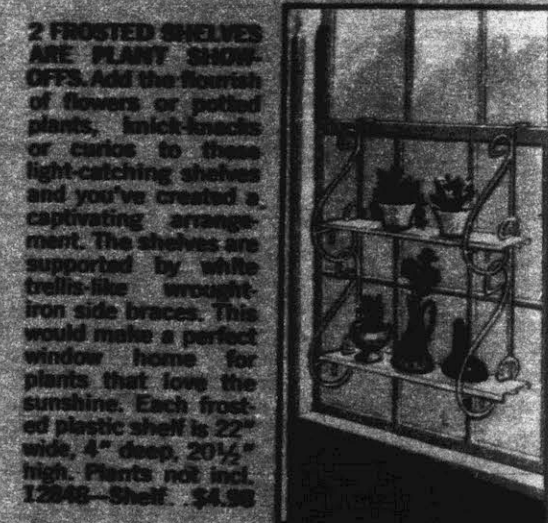 2 FROSTED SHELVES
ARE PLANT SHOW-
OFFS. Add the flourish
of flowers or potted
plants, knick-knacks
or curios to these
light-catching shelves
and you've created a
captivating arrange-
ment. The shelves are
supported by white
trellis-like wrought-
iron side braces. This
would make a perfect
window home for
plants that love the
sunshine. Each frost-
ed plastic shelf is 22"
wide, 4" deep, 20½"
high. Plants not incl.
12848—Shelf . $4.98